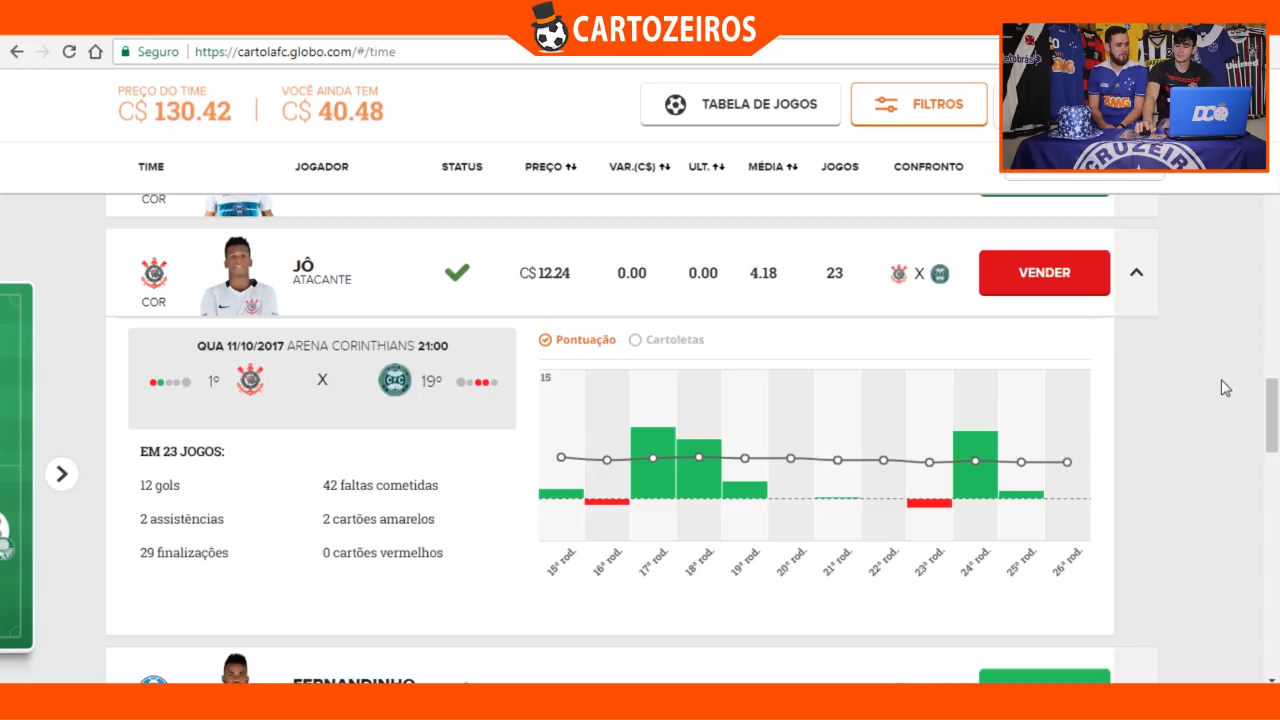 CARTOZEIROS
Seguro
https://cartolafc.globo.com/#/time
PREÇO DO TIME
C$ 130.42
VOCÊ AINDA TEM
C$ 40.48
TABELA DE JOGOS
FILTROS
TIME JOGADOR STATUS PREÇO VAR.(C$) ULT. MÉDIA JOGOS CONFRONTO
COR
COR
JÔ
ATACANTE
C$ 12.24 0.00 0.00 4.18 23 X VENDER
QUA 11/10/2017 ARENA CORINTHIANS 21:00
1º X 19º
EM 23 JOGOS:
12 gols
42 faltas cometidas
2 assistências
2 cartões amarelos
29 finalizações
0 cartões vermelhos
Pontuação Cartoletas
15
15ª rod. 16ª rod. 17ª rod. 18ª rod. 19ª rod. 20ª rod. 21ª rod. 22ª rod. 23ª rod. 24ª rod. 25ª rod. 26ª rod.
FERNANDINHO
CRUZEIRO
Unimed